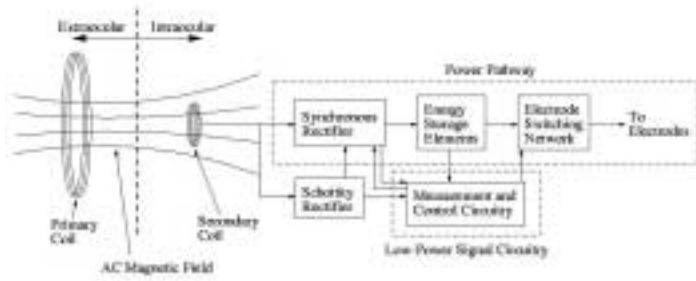 Extraocular
Intraocular
Power Pathway
Synchronous
Rectifier
Energy
Storage
Elements
Electrode
Switching
Network
To
Electrodes
Schottky
Rectifier
Measurement and
Control Circuitry
Primary
Coil
Secondary
Coil
AC Magnetic Field
Low-Power Signal Circuitry